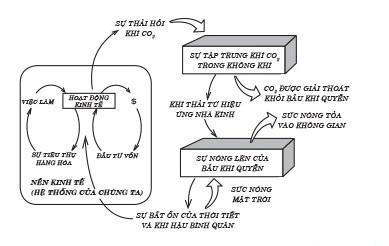 SỰ THẢI HỒI
KHÍ CO₂
SỰ TẬP TRUNG KHÍ CO₂
TRONG KHÔNG KHÍ
CO₂ ĐƯỢC GIẢI THOÁT
KHỎI BẦU KHÍ QUYỂN
VIỆC LÀM
HOẠT ĐỘNG
KINH TẾ
$
KHÍ THẢI TỪ HIỆU
ỨNG NHÀ KINH
SỨC NÓNG TỎA
VÀO KHÔNG GIAN
SỰ TIÊU THỤ
HÀNG HÓA
ĐẦU TƯ VỐN
SỰ NÓNG LÊN CỦA
BẦU KHÍ QUYỂN
NỀN KINH TẾ
(HỆ THỐNG CỦA CHÚNG TA)
SỨC NÓNG
MẶT TRỜI
SỰ BẤT ỔN CỦA THỜI TIẾT
VÀ KHÍ HẬU BÌNH QUÂN